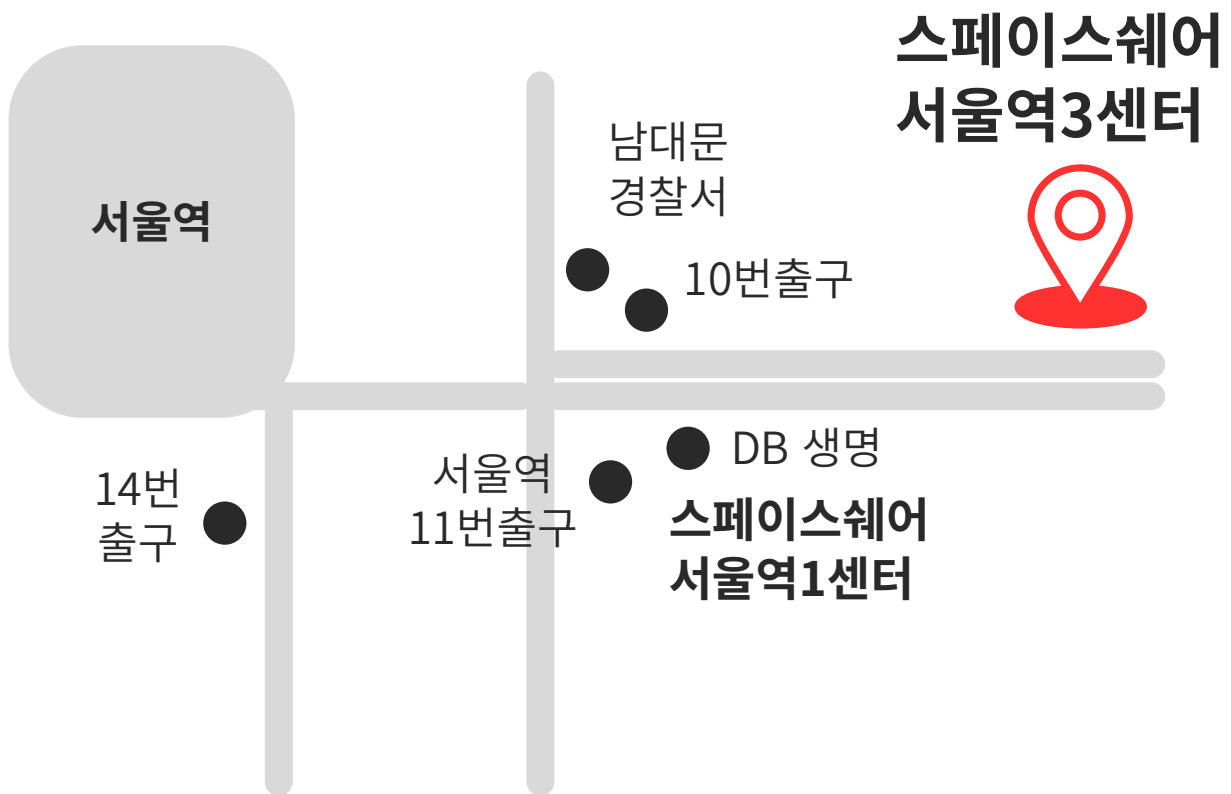 스페이스쉐어
서울역3센터
남대문
경찰서
서울역
10번출구
DB 생명
서울역
11번출구
14번
출구
스페이스쉐어
서울역1센터